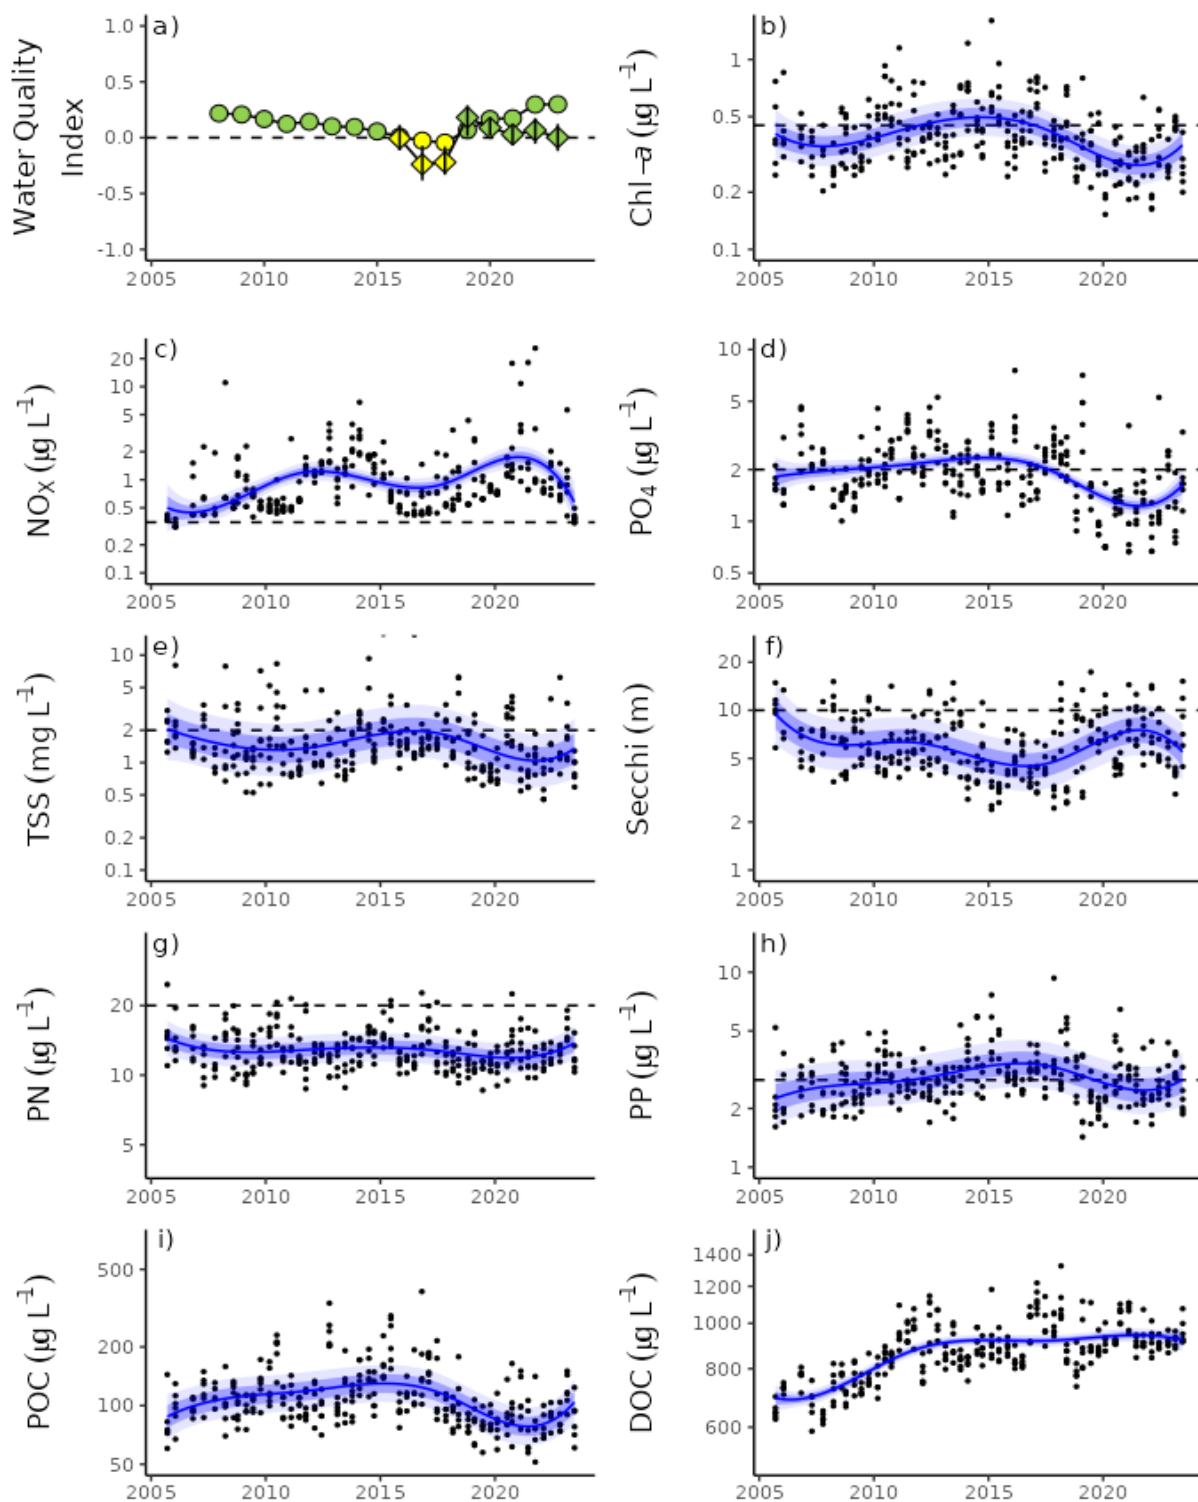 a)
Water Quality
Index
1.0
0.5
0.0
-0.5
-1.0
2005 2010 2015 2020
b)
Chl−a (µg L⁻¹)
1
0.5
0.2
0.1
2005 2010 2015 2020
c)
NOX (µg L⁻¹)
20
10
5
2
1
0.5
0.2
0.1
2005 2010 2015 2020
d)
PO4 (µg L⁻¹)
10
5
2
1
0.5
2005 2010 2015 2020
e)
TSS (mg L⁻¹)
10
5
2
1
0.5
0.2
0.1
2005 2010 2015 2020
f)
Secchi (m)
20
10
5
2
1
2005 2010 2015 2020
g)
PN (µg L⁻¹)
20
10
5
2005 2010 2015 2020
h)
PP (µg L⁻¹)
10
5
2
1
2005 2010 2015 2020
i)
POC (µg L⁻¹)
500
200
100
50
2005 2010 2015 2020
j)
DOC (µg L⁻¹)
1400
1200
1000
800
600
2005 2010 2015 2020